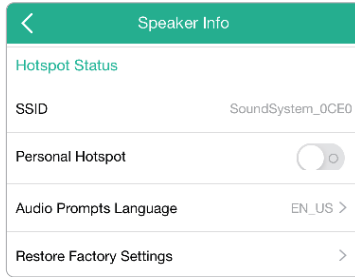 Speaker Info
Hotspot Status
SSID SoundSystem_0CE0
Personal Hotspot
Audio Prompts Language EN_US
Restore Factory Settings